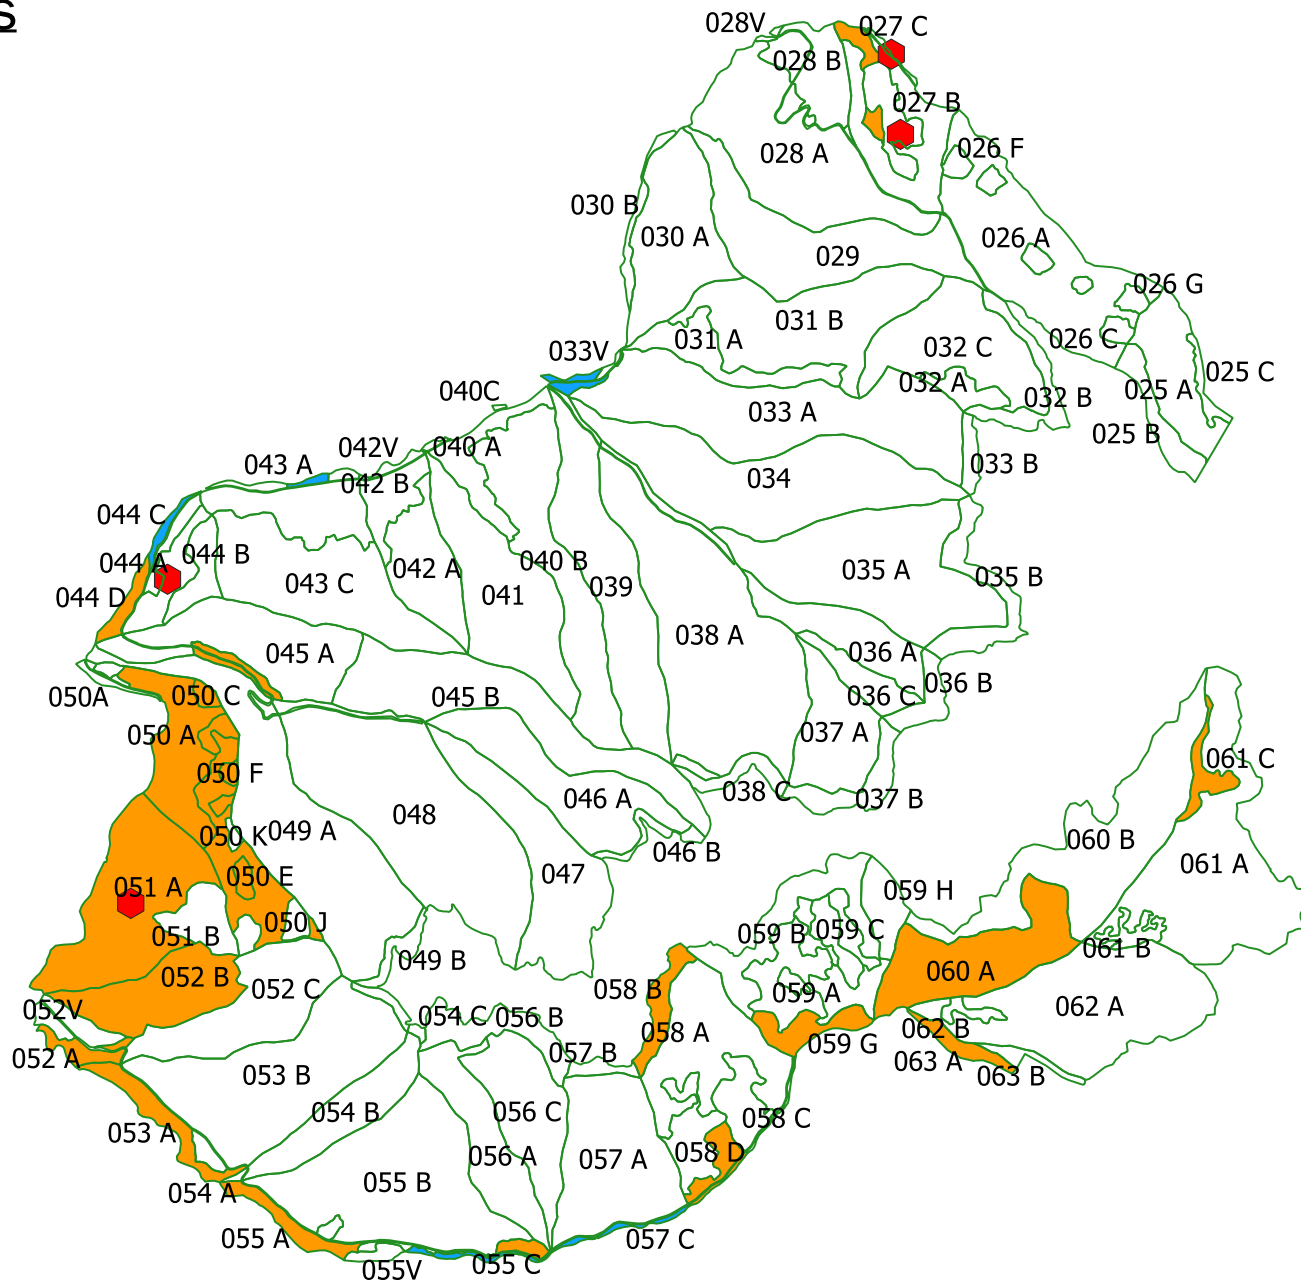 s
028V
027 C
028 B
027 B
026 F
028 A
030 B
030 A
026 A
029
026 G
031 B
031 A
026 C
032 C
033V
025 C
032 A
025 A
040C
032 B
033 A
025 B
042V
040 A
043 A
033 B
034
042 B
044 C
044 B
044 A
040 B
042 A
035 A
035 B
043 C
039
041
044 D
038 A
045 A
036 A
036 B
050A
050 C
045 B
036 C
050 A
037 A
061 C
050 F
038 C
046 A
037 B
048
049 A
050 K
060 B
046 B
061 A
047
050 E
051 A
059 H
050 J
059 C
051 B
059 B
061 B
049 B
060 A
052 B
052 C
058 B
059 A
062 A
052V
054 C
056 B
062 B
058 A
059 G
057 B
052 A
063 A
053 B
063 B
054 B
056 C
058 C
053 A
058 D
056 A
057 A
055 B
054 A
055 A
057 C
055 C
055V